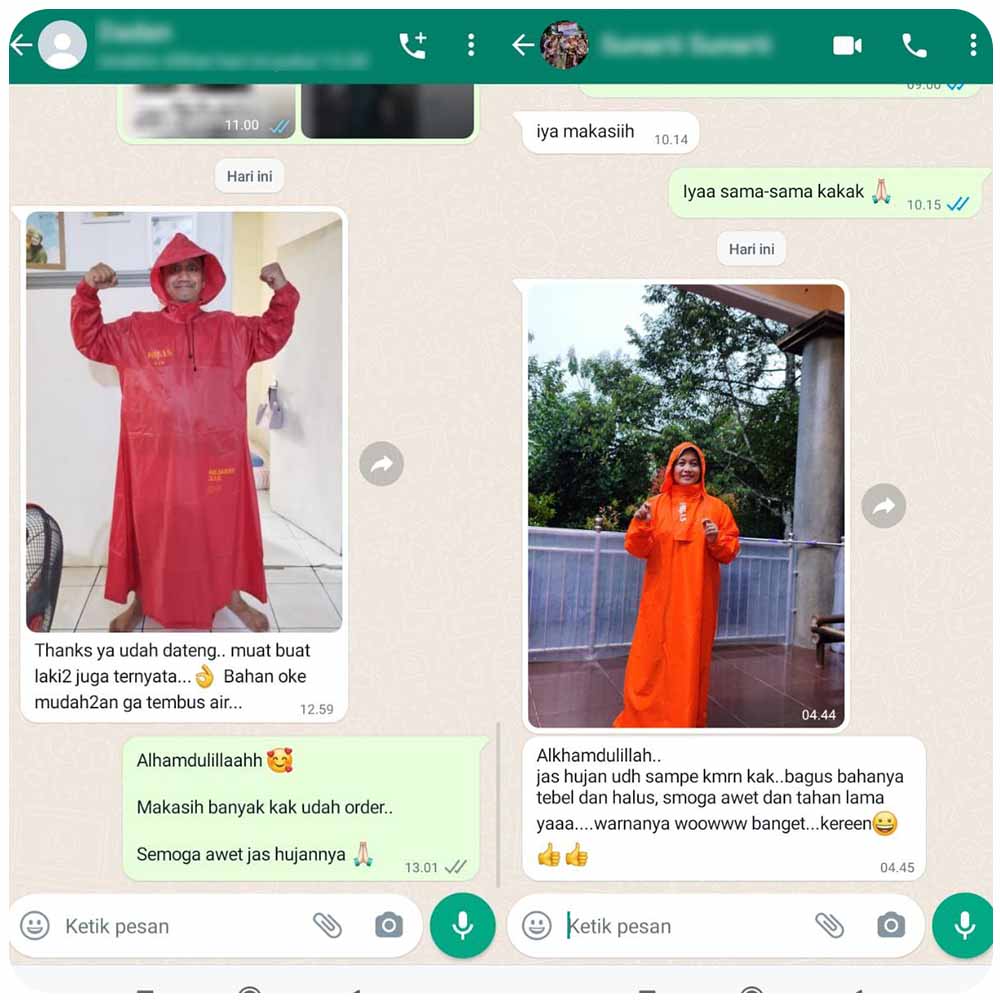 11.00
Hari ini
Thanks ya udah dateng.. muat buat
laki2 juga ternyata...👌 Bahan oke
mudah2an ga tembus air...
12.59
Alhamdulillaahh 🥰
Makasih banyak kak udah order..
Semoga awet jas hujannya 🙏🏻
13.01
Ketik pesan
09.00
iya makasiih
10.14
Iyaa sama-sama kakak 🙏🏻
10.15
Hari ini
04.44
Alkhamdulillah..
jas hujan udh sampe kmrn kak..bagus bahanya
tebel dan halus, smoga awet dan tahan lama
yaaa....warnanya woowww banget...kereen😀
👍👍
04.45
Ketik pesan